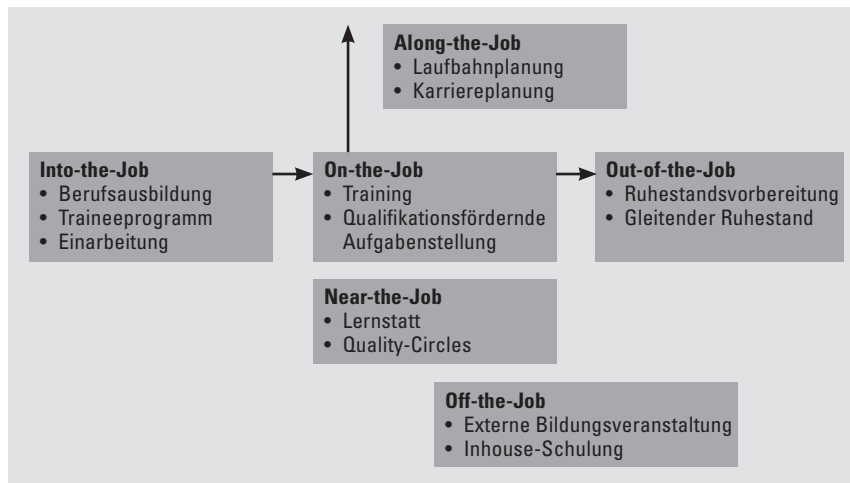 Along-the-Job
• Laufbahnplanung
• Karriereplanung
Into-the-Job
• Berufsausbildung
• Traineeprogramm
• Einarbeitung
On-the-Job
• Training
• Qualifikationsfördernde
Aufgabenstellung
Out-of-the-Job
• Ruhestandsvorbereitung
• Gleitender Ruhestand
Near-the-Job
• Lernstatt
• Quality-Circles
Off-the-Job
• Externe Bildungsveranstaltung
• Inhouse-Schulung